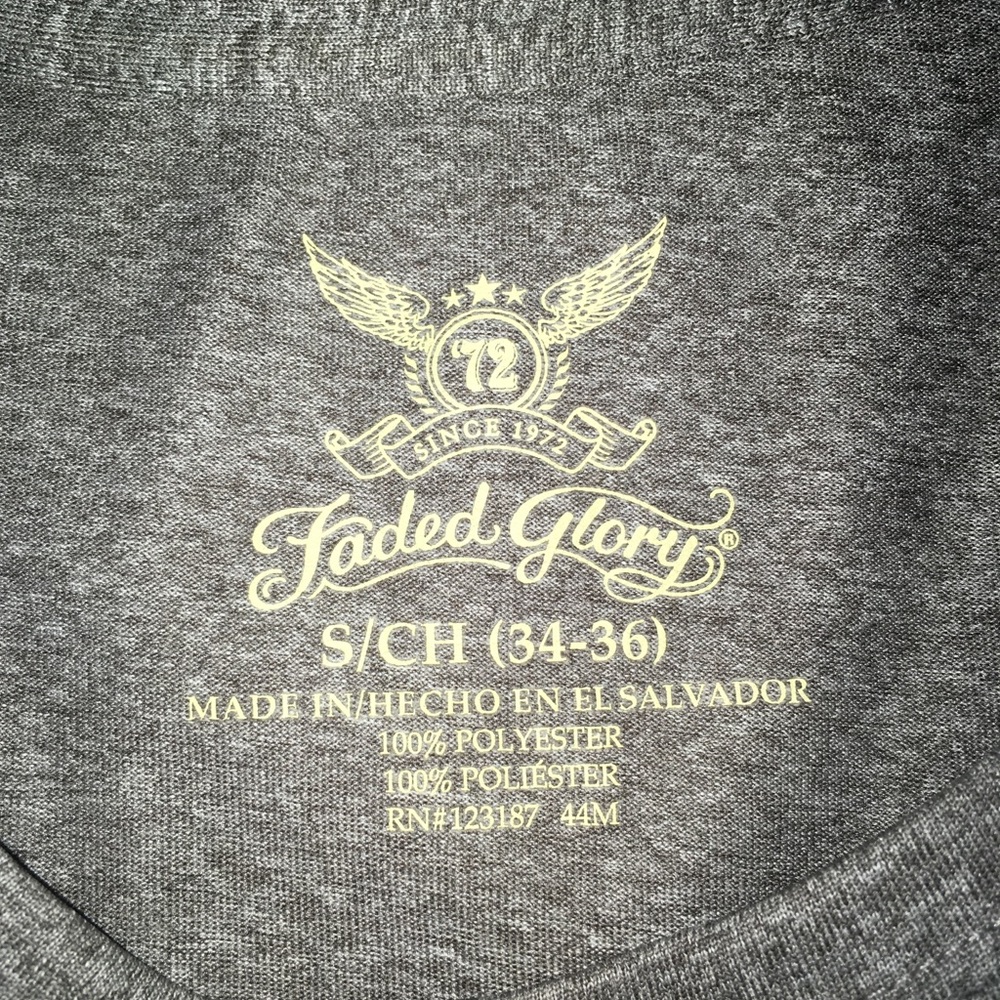 '72
SINCE 1972
Faded Glory®
S/CH (34-36)
MADE IN/HECHO EN EL SALVADOR
100% POLYESTER
100% POLIÉSTER
RN#123187 44M